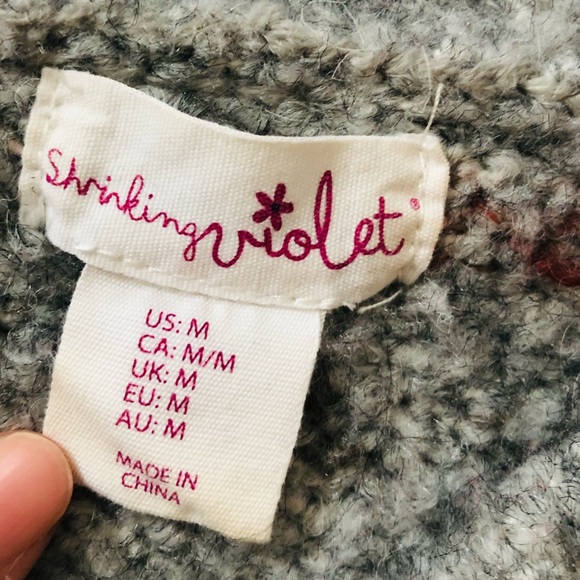 Shrinking violet®
US: M
CA: M/M
UK: M
EU: M
AU: M
MADE IN
CHINA